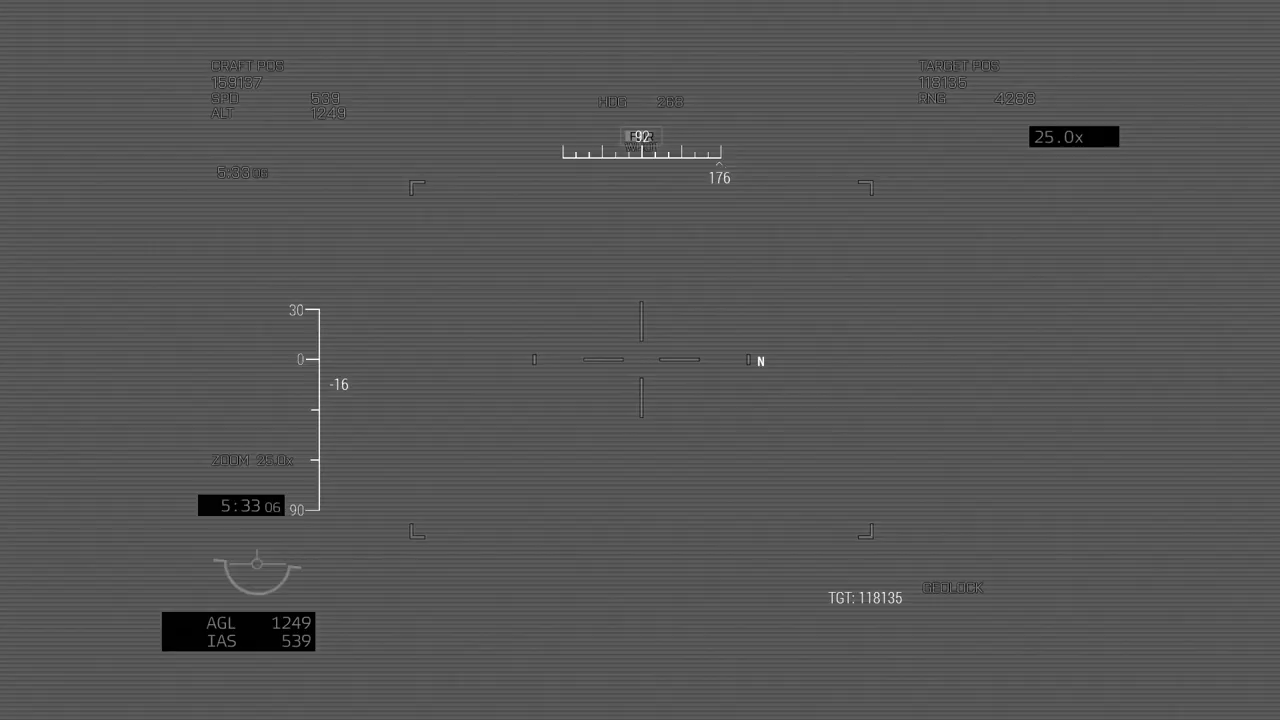 CRAFT POS
159137
SPD 539
ALT 1249
HDG 268
TARGET POS
118135
RNG 4288
92
25.0x
176
5:33 06
30
0
N
-16
ZOOM 25.0x
5:33 06
90
GEOLOCK
TGT: 118135
AGL 1249
IAS 539